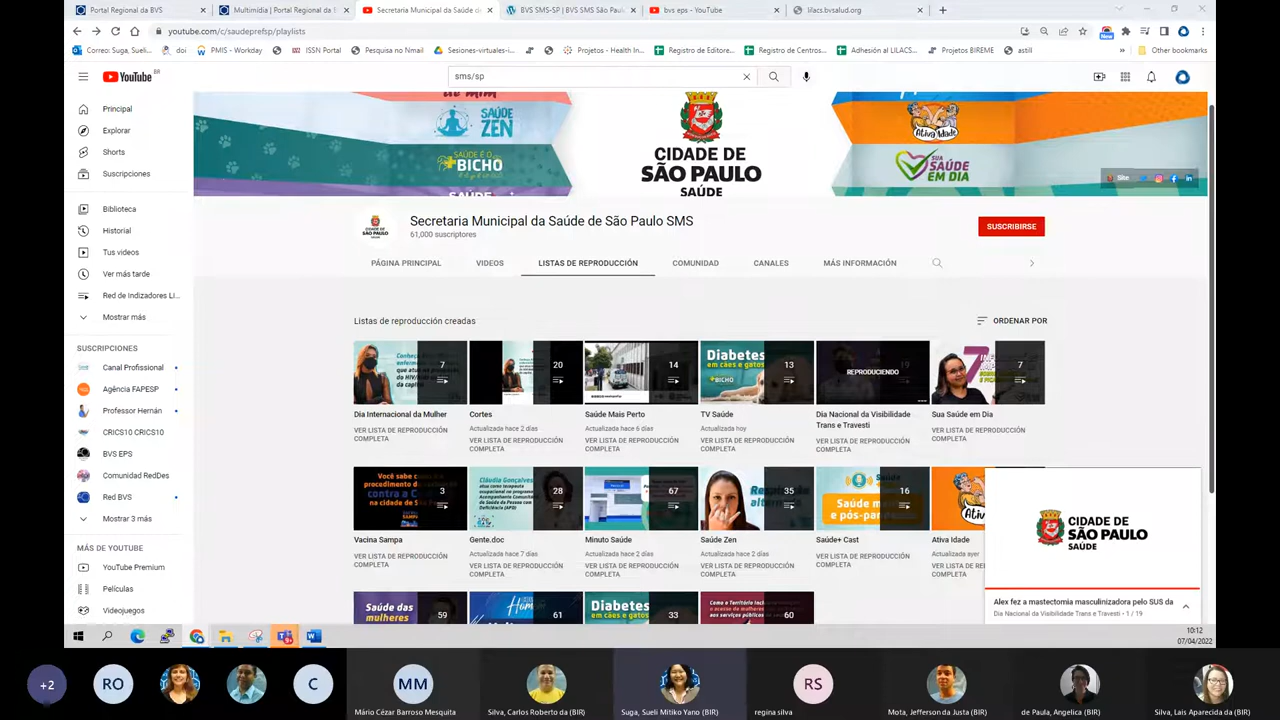 Portal Regional da BVS
Multimídia | Portal Regional da E
Secretaria Municipal da Saúde d
BVS SMS-SP | BVS SMS São Paul
bvs eps - YouTube
lilacs.bvsalud.org
youtube.com/c/saudeprefsp/playlists
Correo: Suga, Sueli...
doi
PMIS - Workday
ISSN Portal
Pesquisa no Nmail
Sesiones-virtuales-i...
Projetos - Health In...
Registro de Editore...
Registro de Centros...
Adhesión al LILACS...
Projetos BIREME
astill
Other bookmarks
YouTube BR
sms/sp
SAÚDE ZEN
SAÚDE É O BICHO
CIDADE DE
SÃO PAULO
SAÚDE
Ativa Idade
SUA SAÚDE EM DIA
Site
Principal
Explorar
Shorts
Suscripciones
Biblioteca
Historial
Tus videos
Ver más tarde
Red de Indizadores LI...
Mostrar más
SUSCRIPCIONES
Canal Profissional
Agência FAPESP
Professor Hernán
CRICS10 CRICS10
BVS EPS
Comunidad RedDes
Red BVS
Mostrar 3 más
MÁS DE YOUTUBE
YouTube Premium
Películas
Videojuegos
Secretaria Municipal da Saúde de São Paulo SMS
61,000 suscriptores
SUSCRIBIRSE
PÁGINA PRINCIPAL
VIDEOS
LISTAS DE REPRODUCCIÓN
COMUNIDAD
CANALES
MÁS INFORMACIÓN
Listas de reproducción creadas
ORDENAR POR
7
20
14
Diabetes
em cães e gatos
+BICHO
13
REPRODUCIENDO
19
7
Dia Internacional da Mulher
VER LISTA DE REPRODUCCIÓN COMPLETA
Cortes
Actualizada hace 2 días
VER LISTA DE REPRODUCCIÓN COMPLETA
Saúde Mais Perto
Actualizada hace 6 días
VER LISTA DE REPRODUCCIÓN COMPLETA
TV Saúde
Actualizada hoy
VER LISTA DE REPRODUCCIÓN COMPLETA
Dia Nacional da Visibilidade Trans e Travesti
VER LISTA DE REPRODUCCIÓN COMPLETA
Sua Saúde em Dia
VER LISTA DE REPRODUCCIÓN COMPLETA
3
28
67
35
16
Vacina Sampa
VER LISTA DE REPRODUCCIÓN COMPLETA
Gente.doc
Actualizada hace 7 días
VER LISTA DE REPRODUCCIÓN COMPLETA
Minuto Saúde
Actualizada hace 2 días
VER LISTA DE REPRODUCCIÓN COMPLETA
Saúde Zen
Actualizada hace 2 días
VER LISTA DE REPRODUCCIÓN COMPLETA
Saúde+ Cast
VER LISTA DE REPRODUCCIÓN COMPLETA
Ativa Idade
Actualizada ayer
Saúde das mulheres
59
61
Diabetes
33
60
CIDADE DE
SÃO PAULO
SAÚDE
Alex fez a mastectomia masculinizadora pelo SUS da
Dia Nacional da Visibilidade Trans e Travesti • 1 / 19
10:12
07/04/2022
+2
RO
C
MM
RS
Mário Cézar Barroso Mesquita
Silva, Carlos Roberto da (BIR)
Suga, Sueli Mitiko Yano (BIR)
regina silva
Mota, Jefferson da Justa (BIR)
de Paula, Angelica (BIR)
Silva, Lais Aparecida da (BIR)